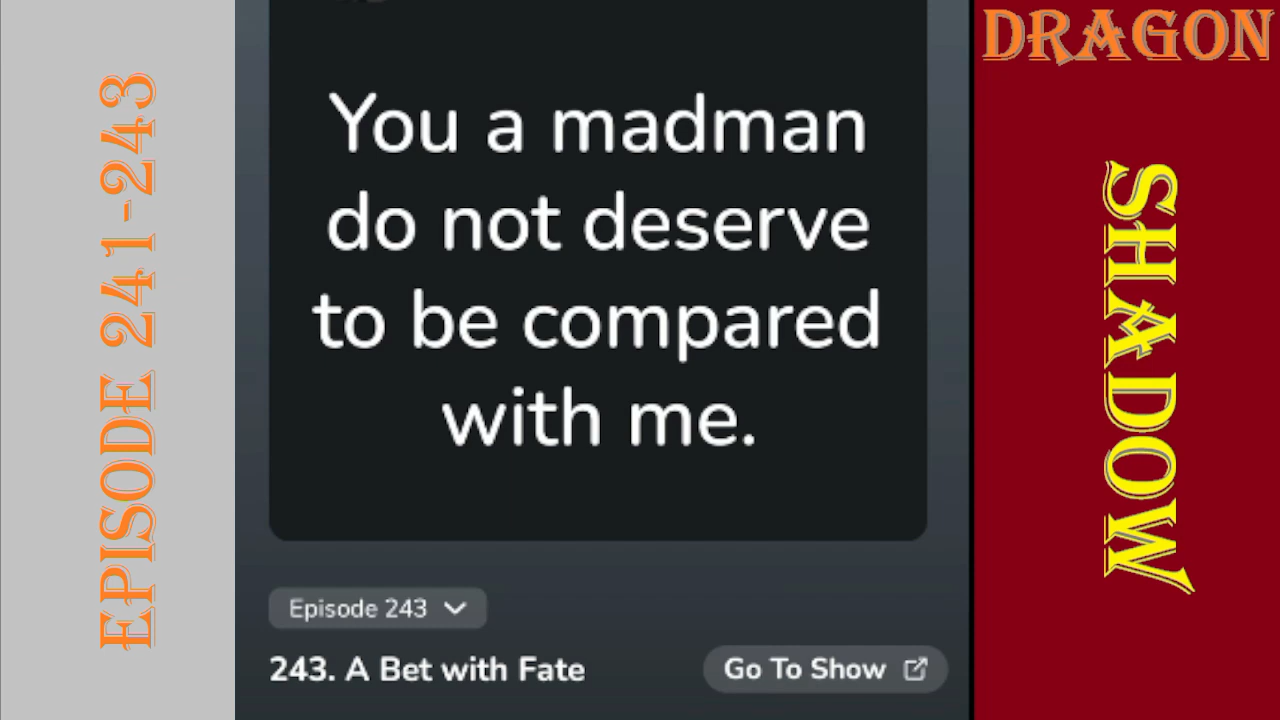 EPISODE 241-243
You a madman
do not deserve
to be compared
with me.
Episode 243
243. A Bet with Fate
Go To Show
DRAGON
SHADOW